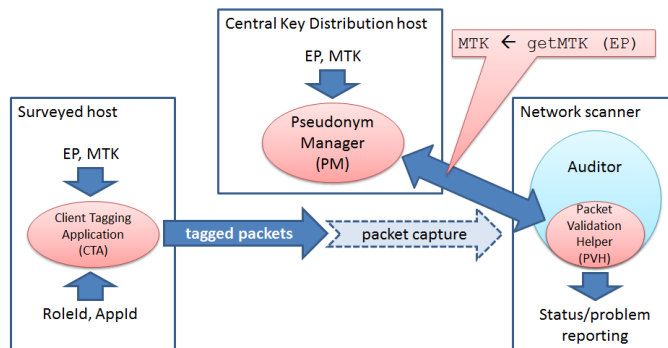 Central Key Distribution host
EP, MTK
Pseudonym
Manager
(PM)
MTK ← getMTK (EP)
Surveyed host
EP, MTK
Client Tagging
Application
(CTA)
RoleId, AppId
tagged packets
packet capture
Network scanner
Auditor
Packet
Validation
Helper
(PVH)
Status/problem
reporting